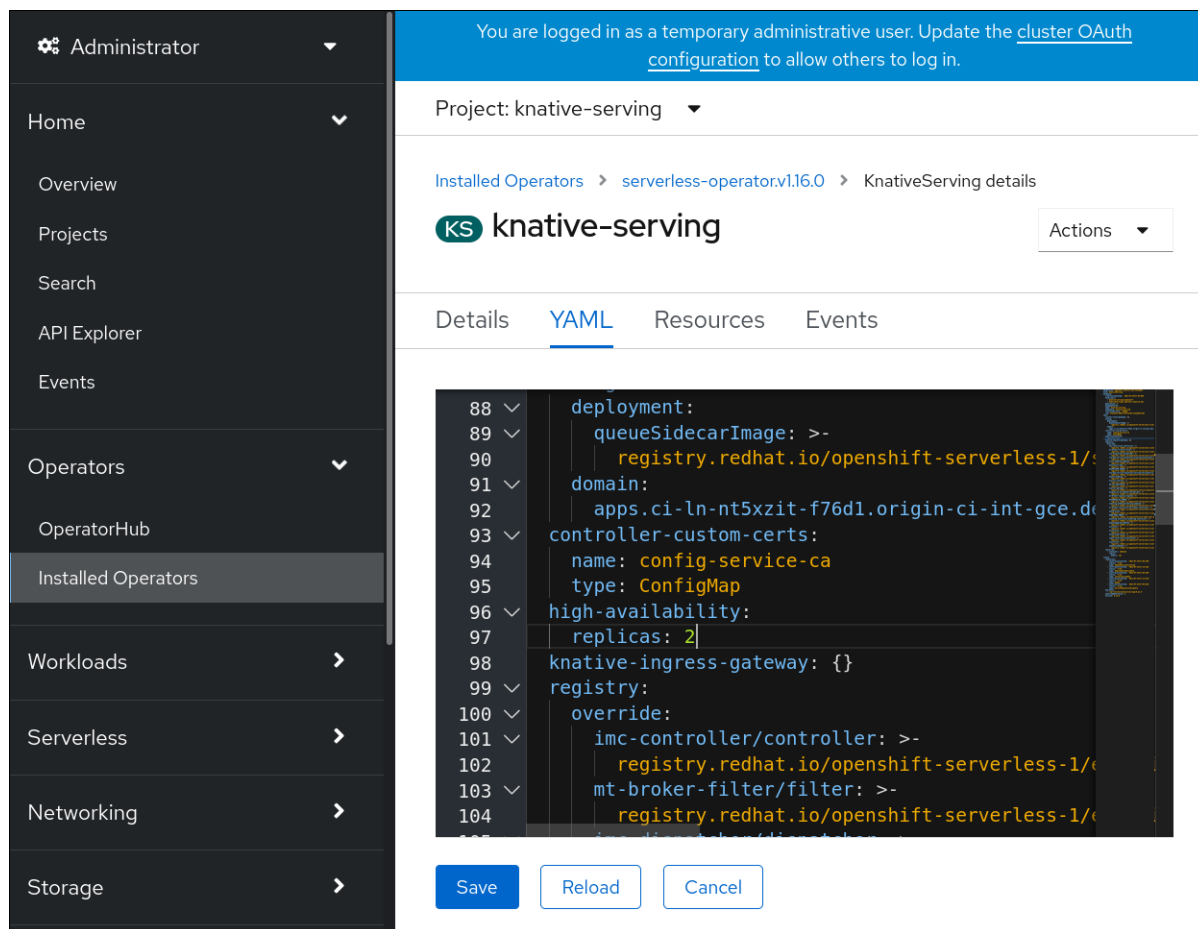 Administrator
Home
Overview
Projects
Search
API Explorer
Events
Operators
OperatorHub
Installed Operators
Workloads
Serverless
Networking
Storage
You are logged in as a temporary administrative user. Update the cluster OAuth
configuration to allow others to log in.
Project: knative-serving
Installed Operators > serverless-operator.v1.16.0 > KnativeServing details
KS knative-serving
Actions
Details YAML Resources Events
88 deployment:
89 queueSidecarImage: >-
90 registry.redhat.io/openshift-serverless-1/
91 domain:
92 apps.ci-ln-nt5xzit-f76d1.origin-ci-int-gce.de
93 controller-custom-certs:
94 name: config-service-ca
95 type: ConfigMap
96 high-availability:
97 replicas: 2
98 knative-ingress-gateway: {}
99 registry:
100 override:
101 imc-controller/controller: >-
102 registry.redhat.io/openshift-serverless-1/
103 mt-broker-filter/filter: >-
104 registry.redhat.io/openshift-serverless-1/
Save Reload Cancel